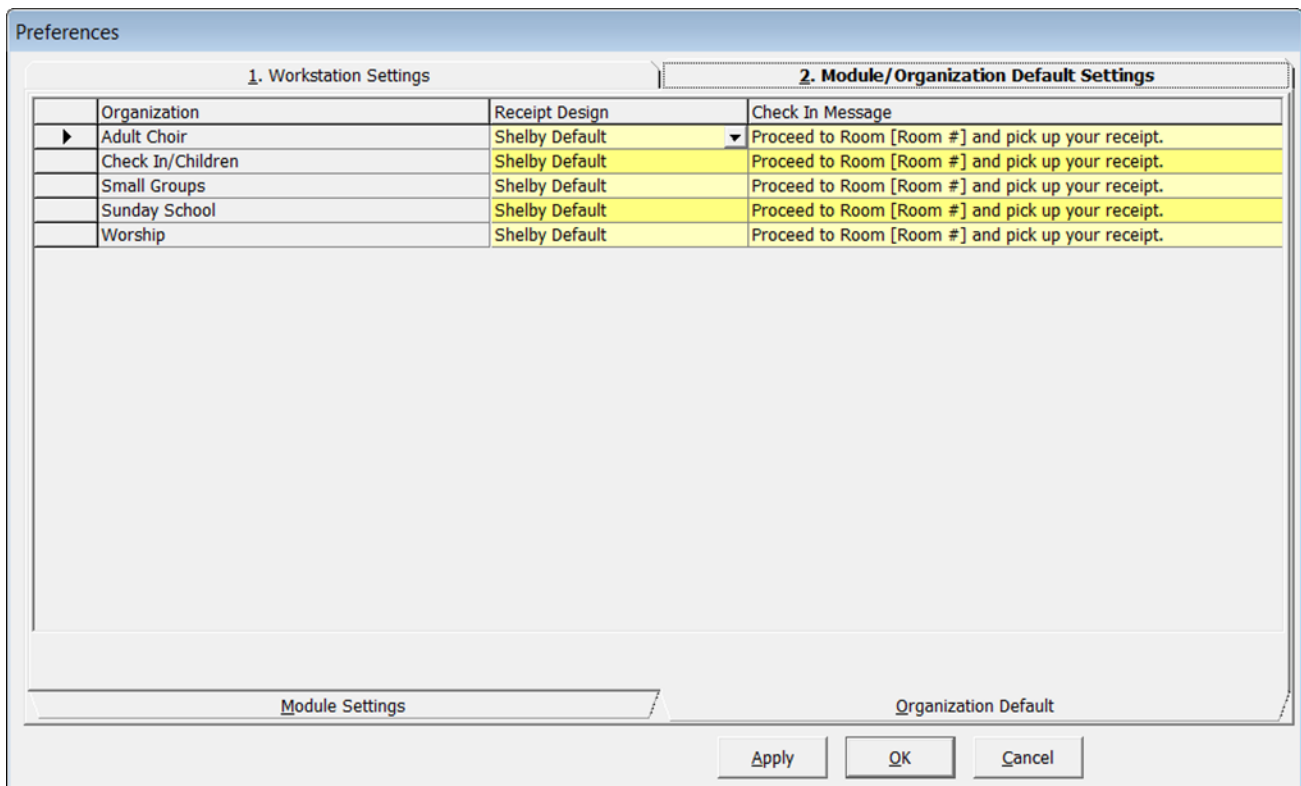 Preferences
1. Workstation Settings 2. Module/Organization Default Settings
Organization Receipt Design Check In Message
Adult Choir Shelby Default Proceed to Room [Room #] and pick up your receipt.
Check In/Children Shelby Default Proceed to Room [Room #] and pick up your receipt.
Small Groups Shelby Default Proceed to Room [Room #] and pick up your receipt.
Sunday School Shelby Default Proceed to Room [Room #] and pick up your receipt.
Worship Shelby Default Proceed to Room [Room #] and pick up your receipt.
Module Settings Organization Default
Apply OK Cancel